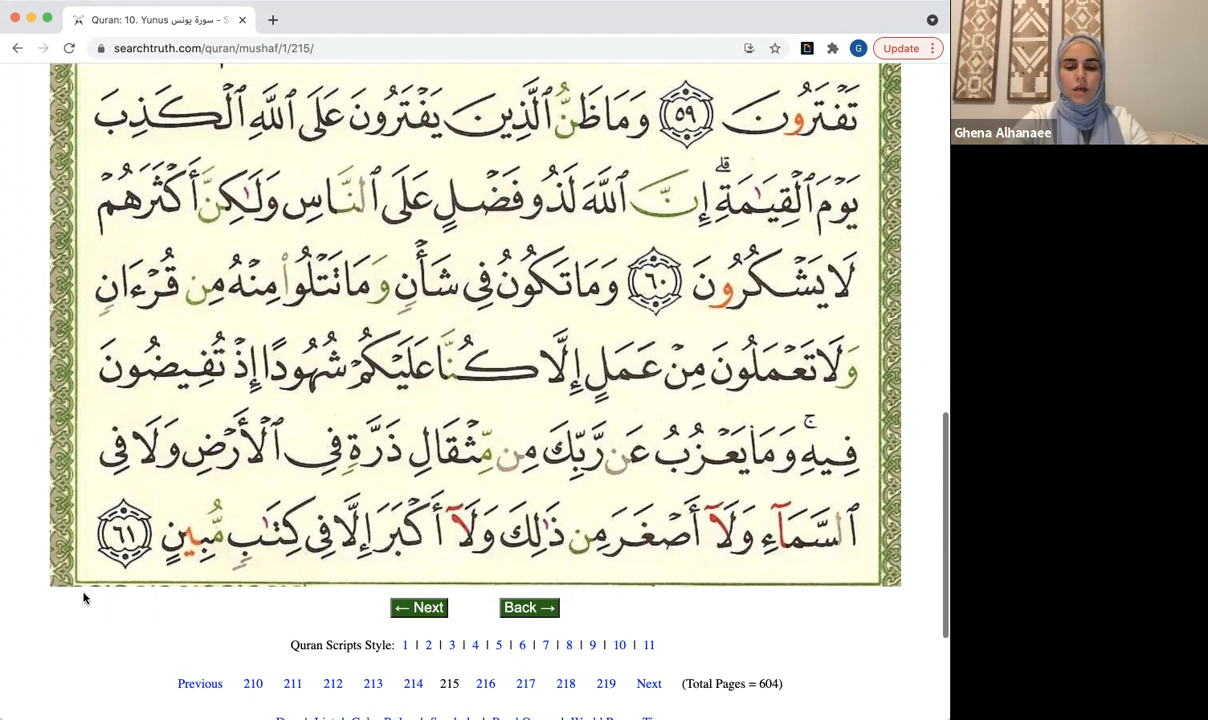 Quran: 10. Yunus سورة يونس - S
searchtruth.com/quran/mushaf/1/215/
G
Update
Ghena Alhanaee
تَفْتَرُونَ ﴿٥٩﴾ وَمَا ظَنُّ ٱلَّذِينَ يَفْتَرُونَ عَلَى ٱللَّهِ ٱلْكَذِبَ
يَوْمَ ٱلْقِيَـٰمَةِ ۗ إِنَّ ٱللَّهَ لَذُو فَضْلٍ عَلَى ٱلنَّاسِ وَلَـٰكِنَّ أَكْثَرَهُمْ
لَا يَشْكُرُونَ ﴿٦٠﴾ وَمَا تَكُونُ فِى شَأْنٍ وَمَا تَتْلُوا۟ مِنْهُ مِن قُرْءَانٍ
وَلَا تَعْمَلُونَ مِنْ عَمَلٍ إِلَّا كُنَّا عَلَيْكُمْ شُهُودًا إِذْ تُفِيضُونَ
فِيهِ ۚ وَمَا يَعْزُبُ عَن رَّبِّكَ مِن مِّثْقَالِ ذَرَّةٍ فِى ٱلْأَرْضِ وَلَا فِى
ٱلسَّمَآءِ وَلَآ أَصْغَرَ مِن ذَٰلِكَ وَلَآ أَكْبَرَ إِلَّا فِى كِتَـٰبٍ مُّبِينٍ ﴿٦١﴾
← Next Back →
Quran Scripts Style: 1 | 2 | 3 | 4 | 5 | 6 | 7 | 8 | 9 | 10 | 11
Previous 210 211 212 213 214 215 216 217 218 219 Next (Total Pages = 604)